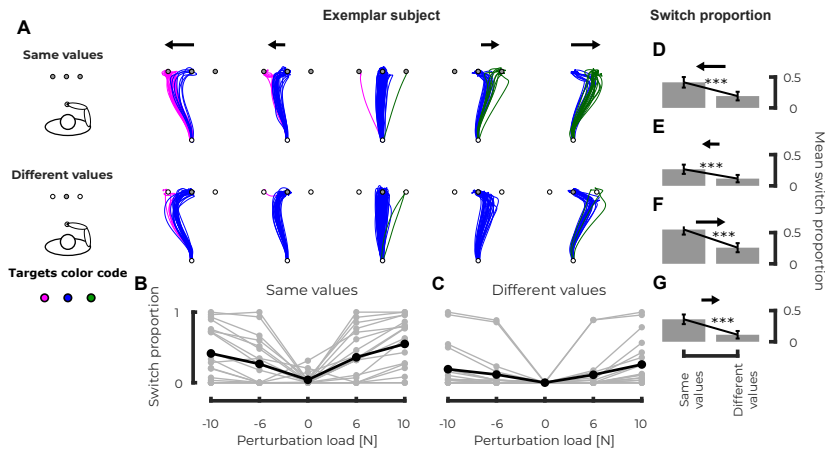 Exemplar subject
Switch proportion
A
Same values
Different values
Targets color code
D
***
0.5
0
E
***
0.5
0
F
***
0.5
0
G
***
0.5
0
Mean switch proportion
Same values
Different values
B
Same values
Switch proportion
1
0
-10 -6 0 6 10
Perturbation load [N]
C
Different values
-10 -6 0 6 10
Perturbation load [N]